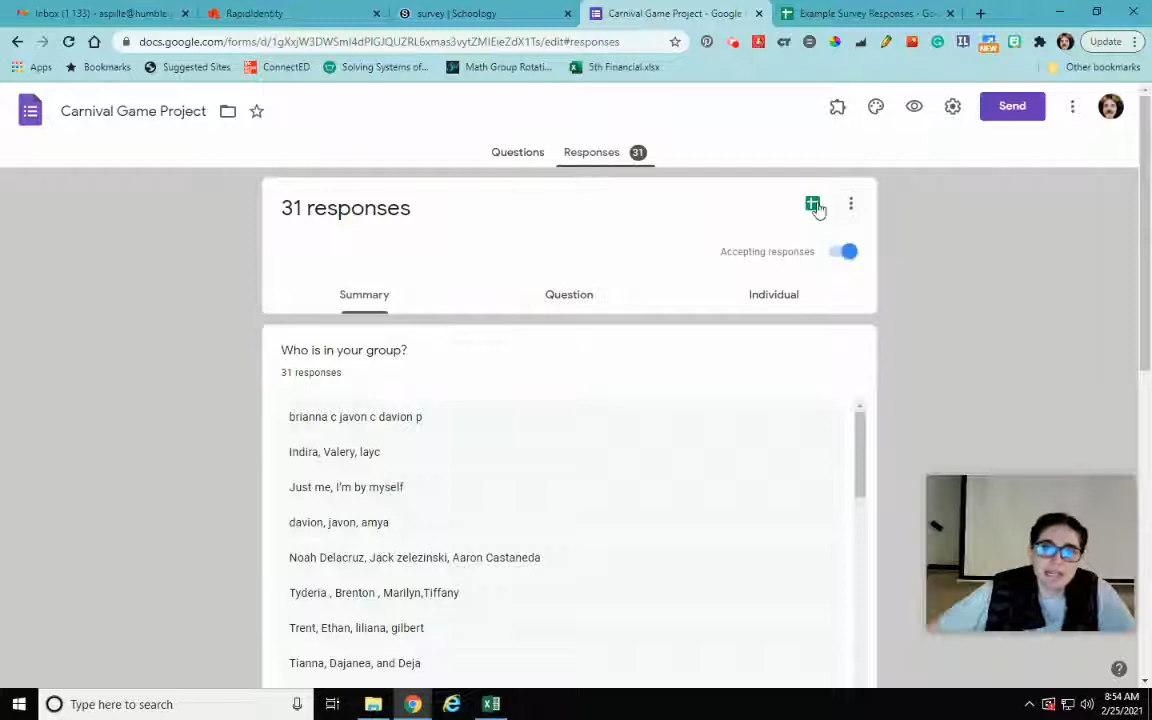 Inbox (1,133) - aspille@humble
RapidIdentity
survey | Schoology
Carnival Game Project - Google
Example Survey Responses - Go
docs.google.com/forms/d/1gXxjW3DWSmI4dPlGJQUZRL6xmas3vytZMIEieZdX1Ts/edit#responses
Update
Apps
Bookmarks
Suggested Sites
ConnectED
Solving Systems of...
Math Group Rotati...
5th Financial.xlsx
Other bookmarks
NEW
Carnival Game Project
Send
Questions
Responses 31
31 responses
Accepting responses
Summary
Question
Individual
Who is in your group?
31 responses
brianna c javon c davion p
Indira, Valery, layc
Just me, I'm by myself
davion, javon, amya
Noah Delacruz, Jack zelezinski, Aaron Castaneda
Tyderia , Brenton , Marilyn,Tiffany
Trent, Ethan, liliana, gilbert
Tianna, Dajanea, and Deja
Type here to search
8:54 AM
2/25/2021